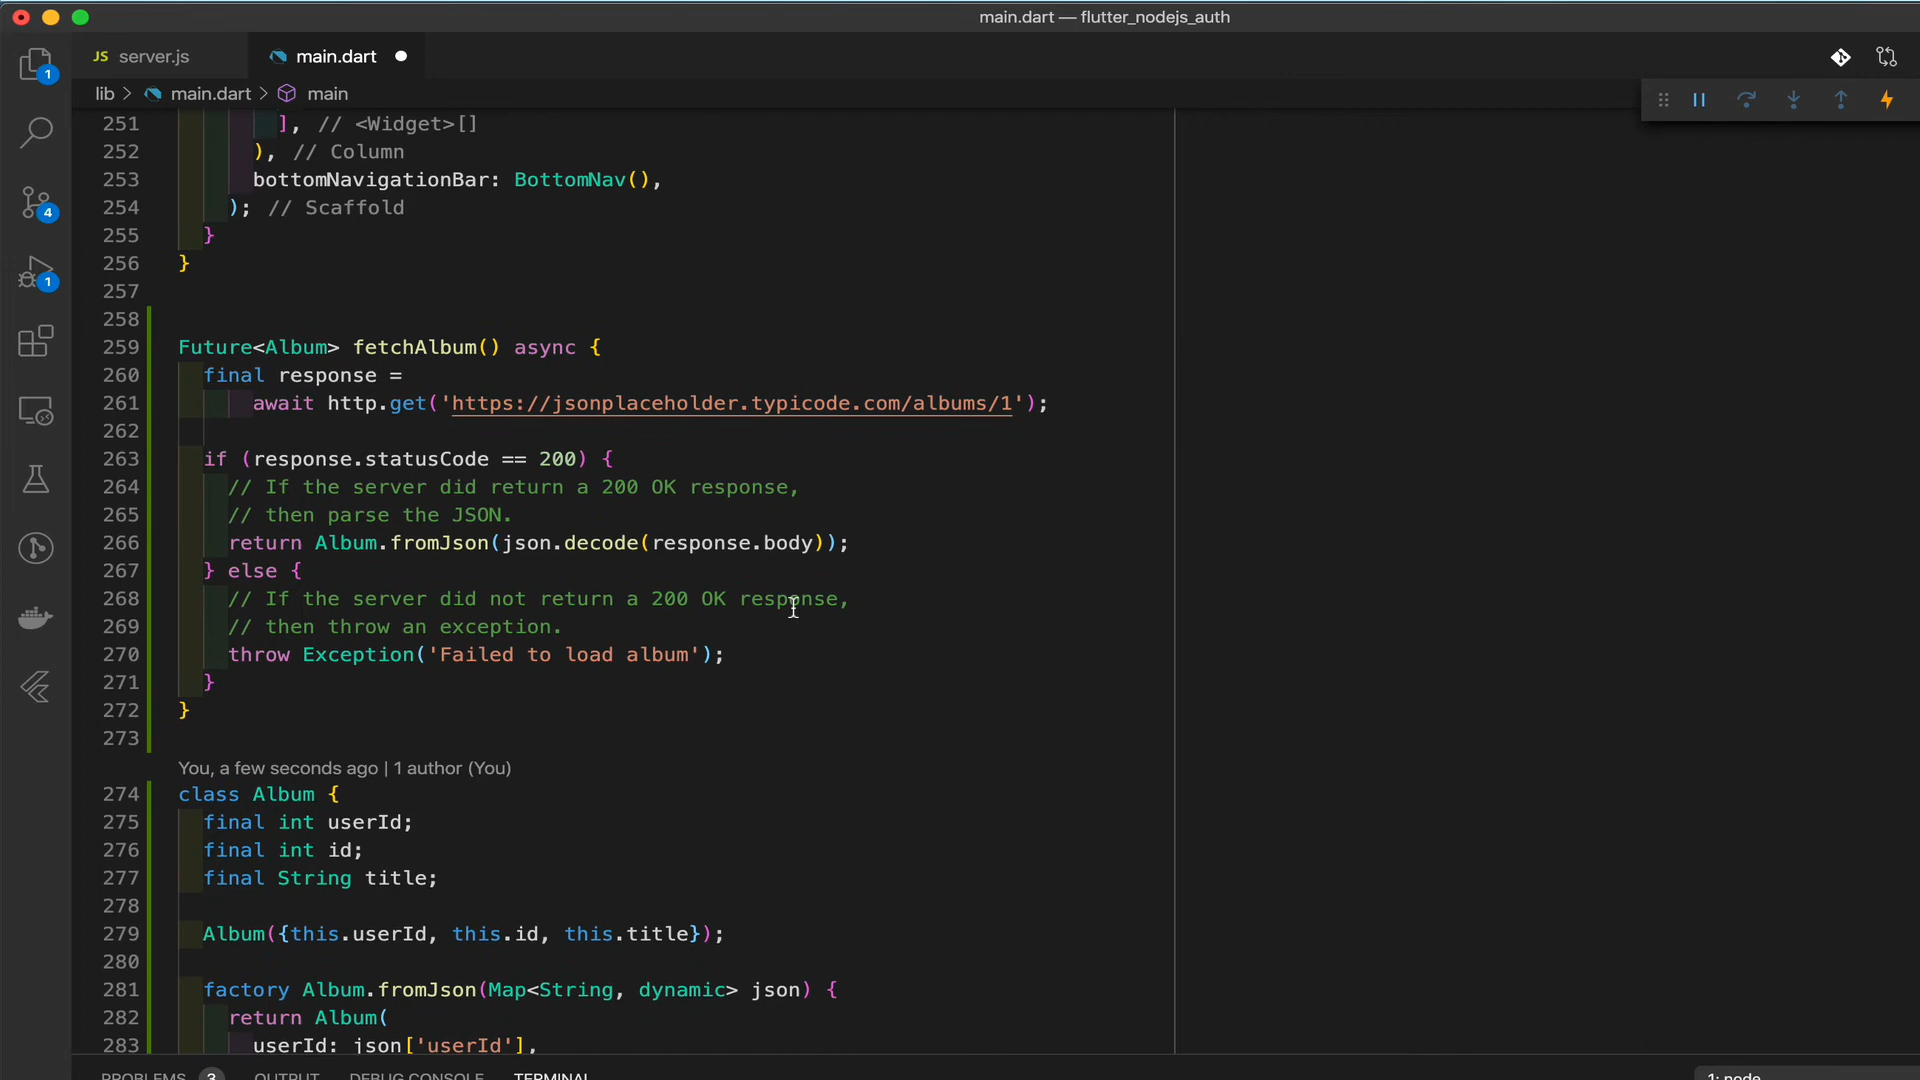 main.dart — flutter_nodejs_auth
JS server.js main.dart
lib > main.dart > main
1
4
1
251 ], // <Widget>[]
252 ), // Column
253 bottomNavigationBar: BottomNav(),
254 ); // Scaffold
255 }
256 }
257
258
259 Future<Album> fetchAlbum() async {
260 final response =
261 await http.get('https://jsonplaceholder.typicode.com/albums/1');
262
263 if (response.statusCode == 200) {
264 // If the server did return a 200 OK response,
265 // then parse the JSON.
266 return Album.fromJson(json.decode(response.body));
267 } else {
268 // If the server did not return a 200 OK response,
269 // then throw an exception.
270 throw Exception('Failed to load album');
271 }
272 }
273
You, a few seconds ago | 1 author (You)
274 class Album {
275 final int userId;
276 final int id;
277 final String title;
278
279 Album({this.userId, this.id, this.title});
280
281 factory Album.fromJson(Map<String, dynamic> json) {
282 return Album(
283 userId: json['userId'],
PROBLEMS 3 OUTPUT DEBUG CONSOLE TERMINAL 1: node